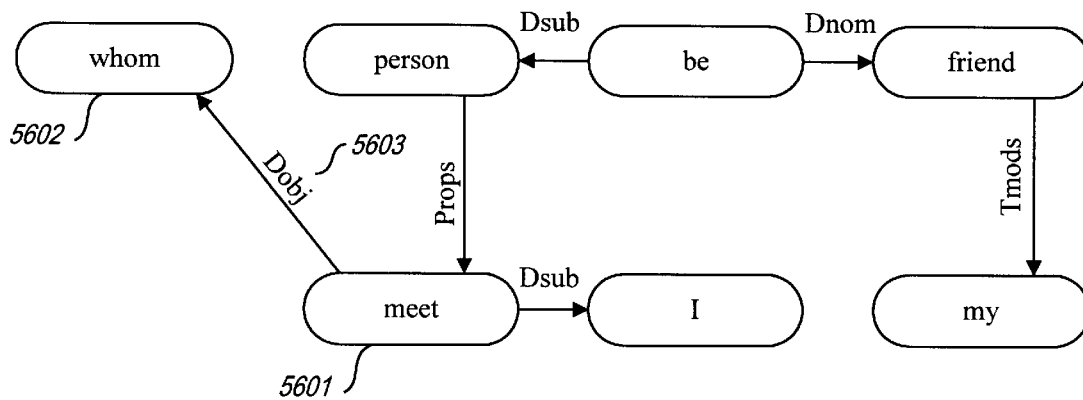 Dsub Dnom
whom person be friend
5602 5603
Dobj Props Tmods
Dsub
meet I my
5601